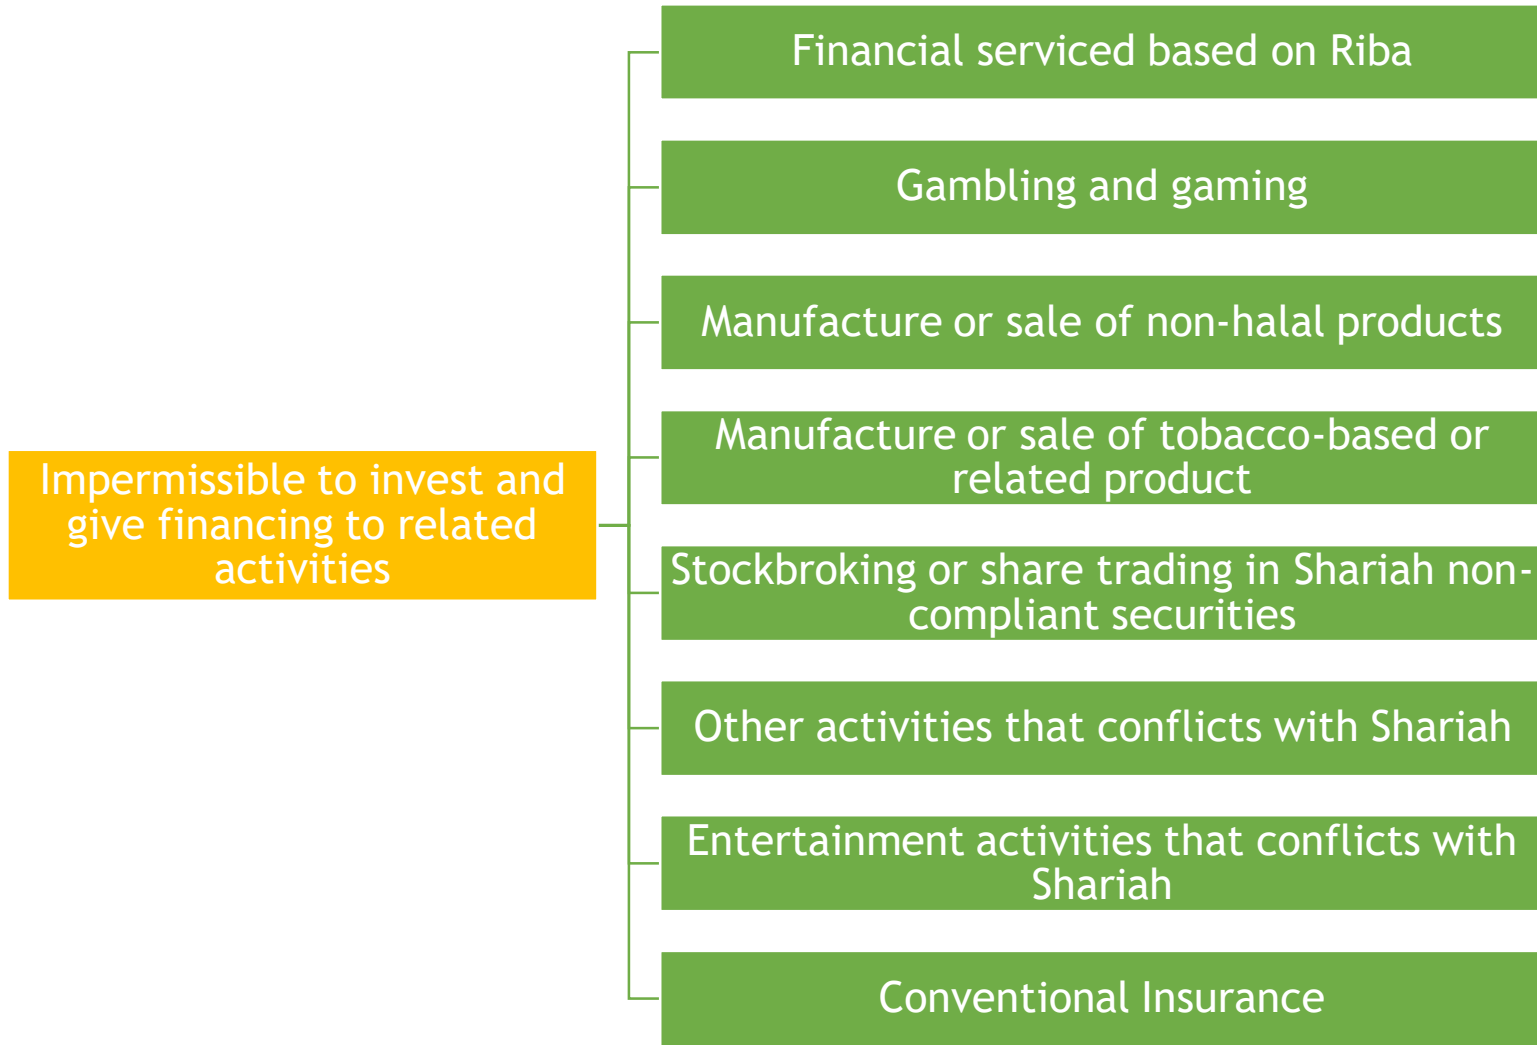 Financial serviced based on Riba
Gambling and gaming
Manufacture or sale of non-halal products
Manufacture or sale of tobacco-based or
related product
Impermissible to invest and
give financing to related
activities
Stockbroking or share trading in Shariah non-
compliant securities
Other activities that conflicts with Shariah
Entertainment activities that conflicts with
Shariah
Conventional Insurance